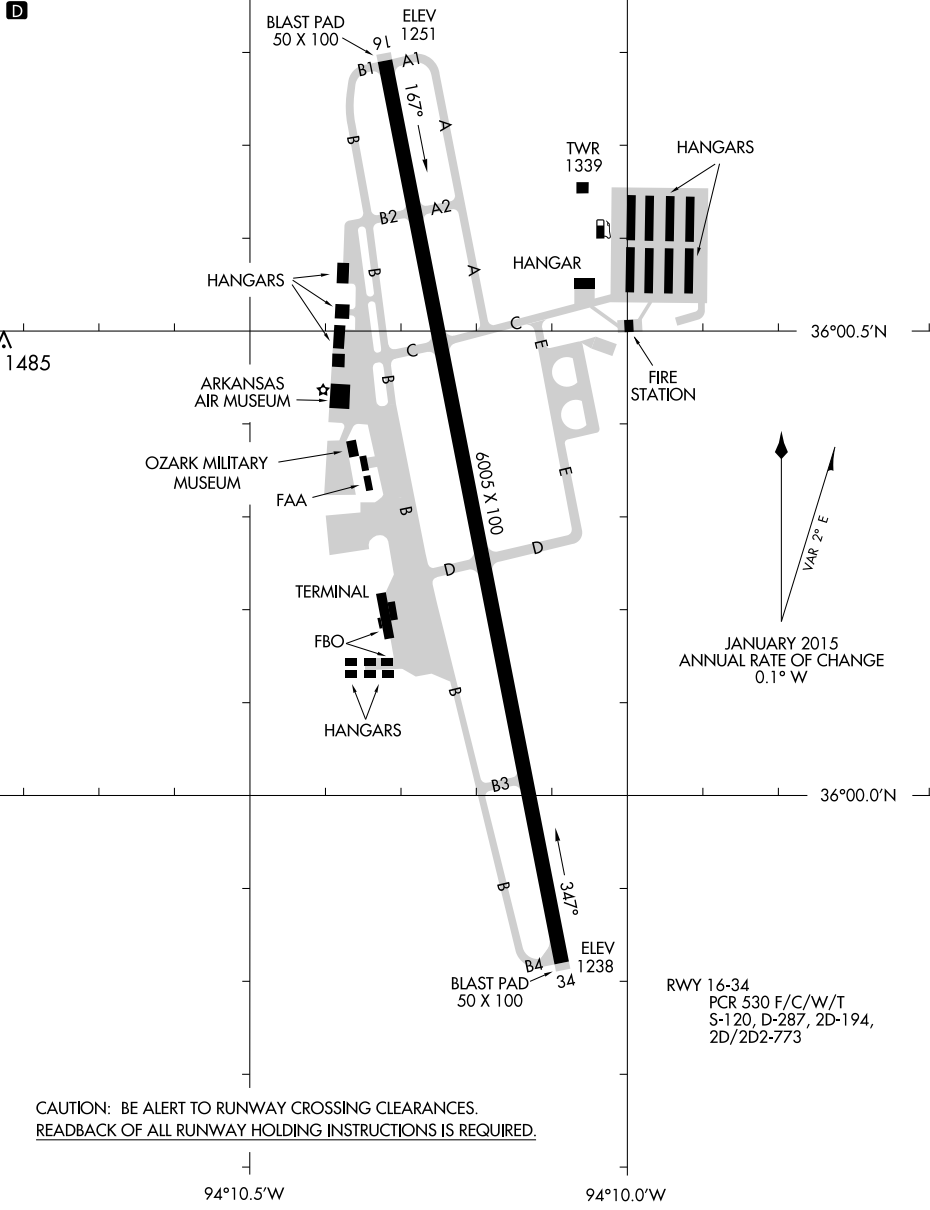 D
BLAST PAD
50 X 100
ELEV
1251
16
B1
A1
167°
A
B
TWR
1339
HANGARS
B2
A2
HANGARS
B
A
HANGAR
C
C
E
36°00.5'N
1485
ARKANSAS
AIR MUSEUM
B
FIRE
STATION
OZARK MILITARY
MUSEUM
FAA
6005 X 100
E
B
D
D
VAR 2° E
TERMINAL
FBO
JANUARY 2015
ANNUAL RATE OF CHANGE
0.1° W
B
HANGARS
B3
36°00.0'N
B
347°
B4
ELEV
1238
34
BLAST PAD
50 X 100
RWY 16-34
PCR 530 F/C/W/T
S-120, D-287, 2D-194,
2D/2D2-773
CAUTION: BE ALERT TO RUNWAY CROSSING CLEARANCES.
READBACK OF ALL RUNWAY HOLDING INSTRUCTIONS IS REQUIRED.
94°10.5'W
94°10.0'W